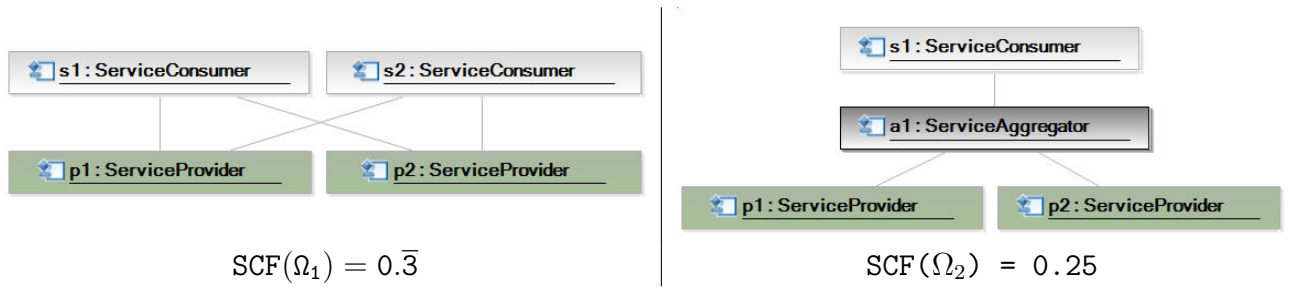 s1 : ServiceConsumer
s2 : ServiceConsumer
p1 : ServiceProvider
p2 : ServiceProvider
SCF(Ω₁) = 0.3̅
s1 : ServiceConsumer
a1 : ServiceAggregator
p1 : ServiceProvider
p2 : ServiceProvider
SCF(Ω₂) = 0.25